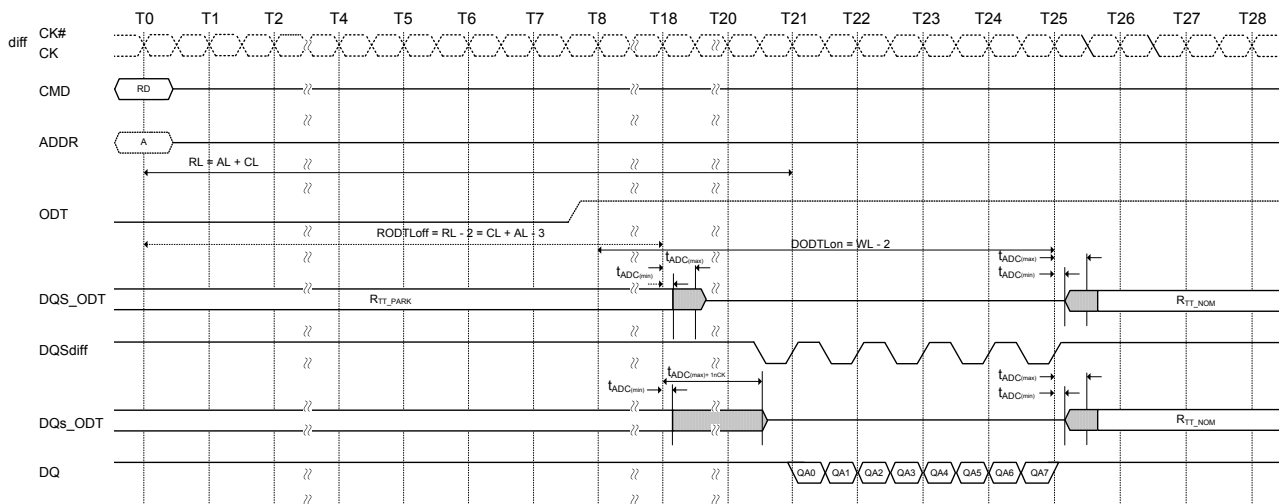 T0 T1 T2 T4 T5 T6 T7 T8 T18 T20 T21 T22 T23 T24 T25 T26 T27 T28
diff
CK#
CK
CMD RD
ADDR A
RL = AL + CL
ODT
RODTLoff = RL - 2 = CL + AL - 3
DODTLon = WL - 2
tADC(max)
tADC(min)
tADC(max)
tADC(min)
DQS_ODT RTT_PARK RTT_NOM
DQSdiff
tADC(max)+ 1nCK
tADC(min)
tADC(max)
tADC(min)
DQs_ODT RTT_NOM
DQ QA0 QA1 QA2 QA3 QA4 QA5 QA6 QA7